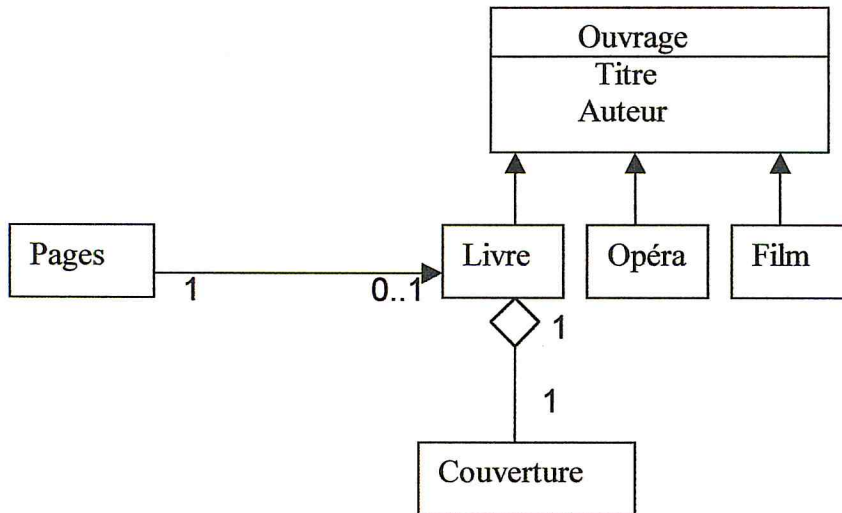 Ouvrage
Titre
Auteur
Pages
Livre
Opéra
Film
1
0..1
1
1
Couverture